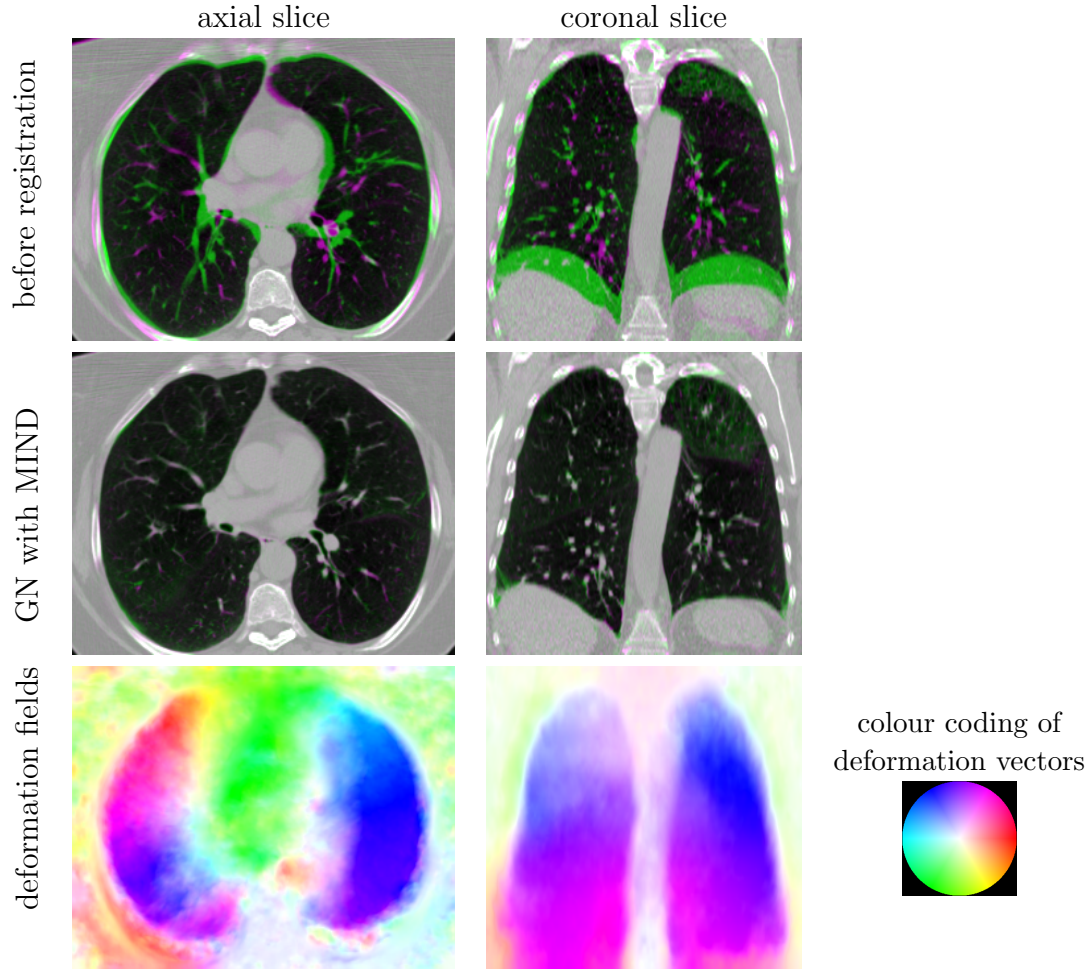 axial slice
coronal slice
before registration
GN with MIND
deformation fields
colour coding of
deformation vectors